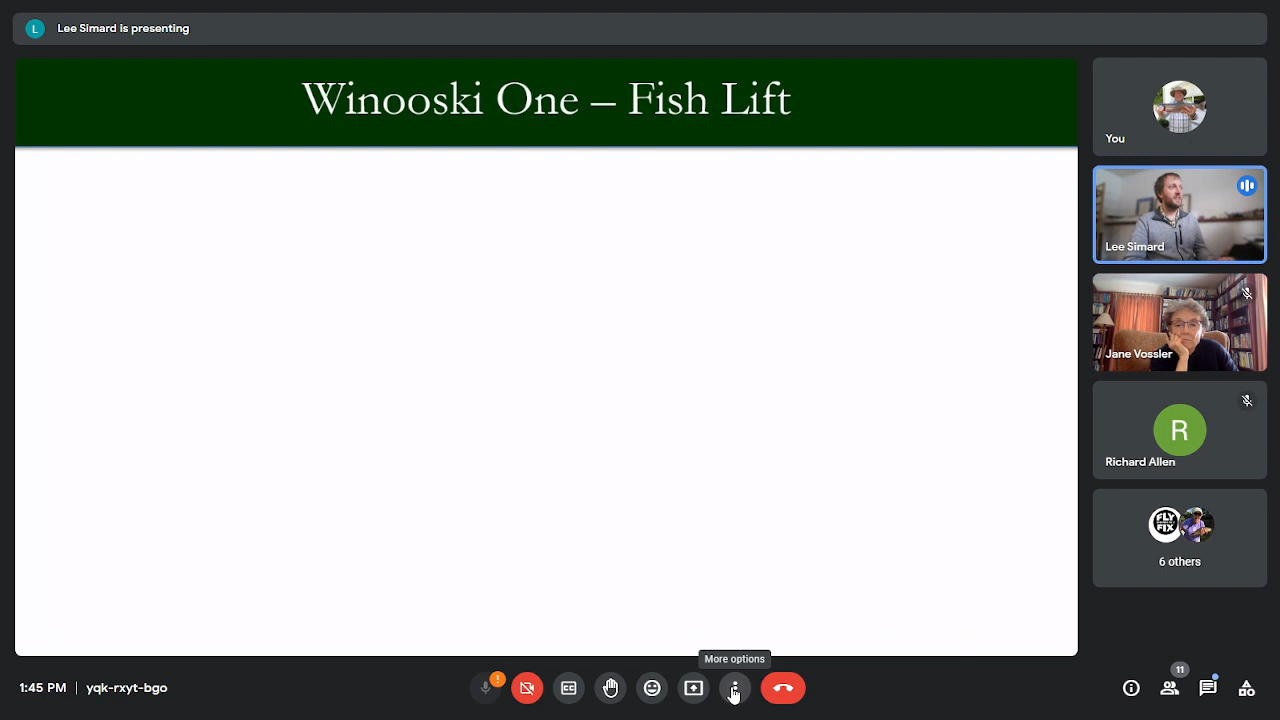 L
Lee Simard is presenting
Winooski One – Fish Lift
You
Lee Simard
Jane Vossler
R
Richard Allen
FLY
FIX
6 others
More options
1:45 PM | yqk-rxyt-bgo
!
CC
11